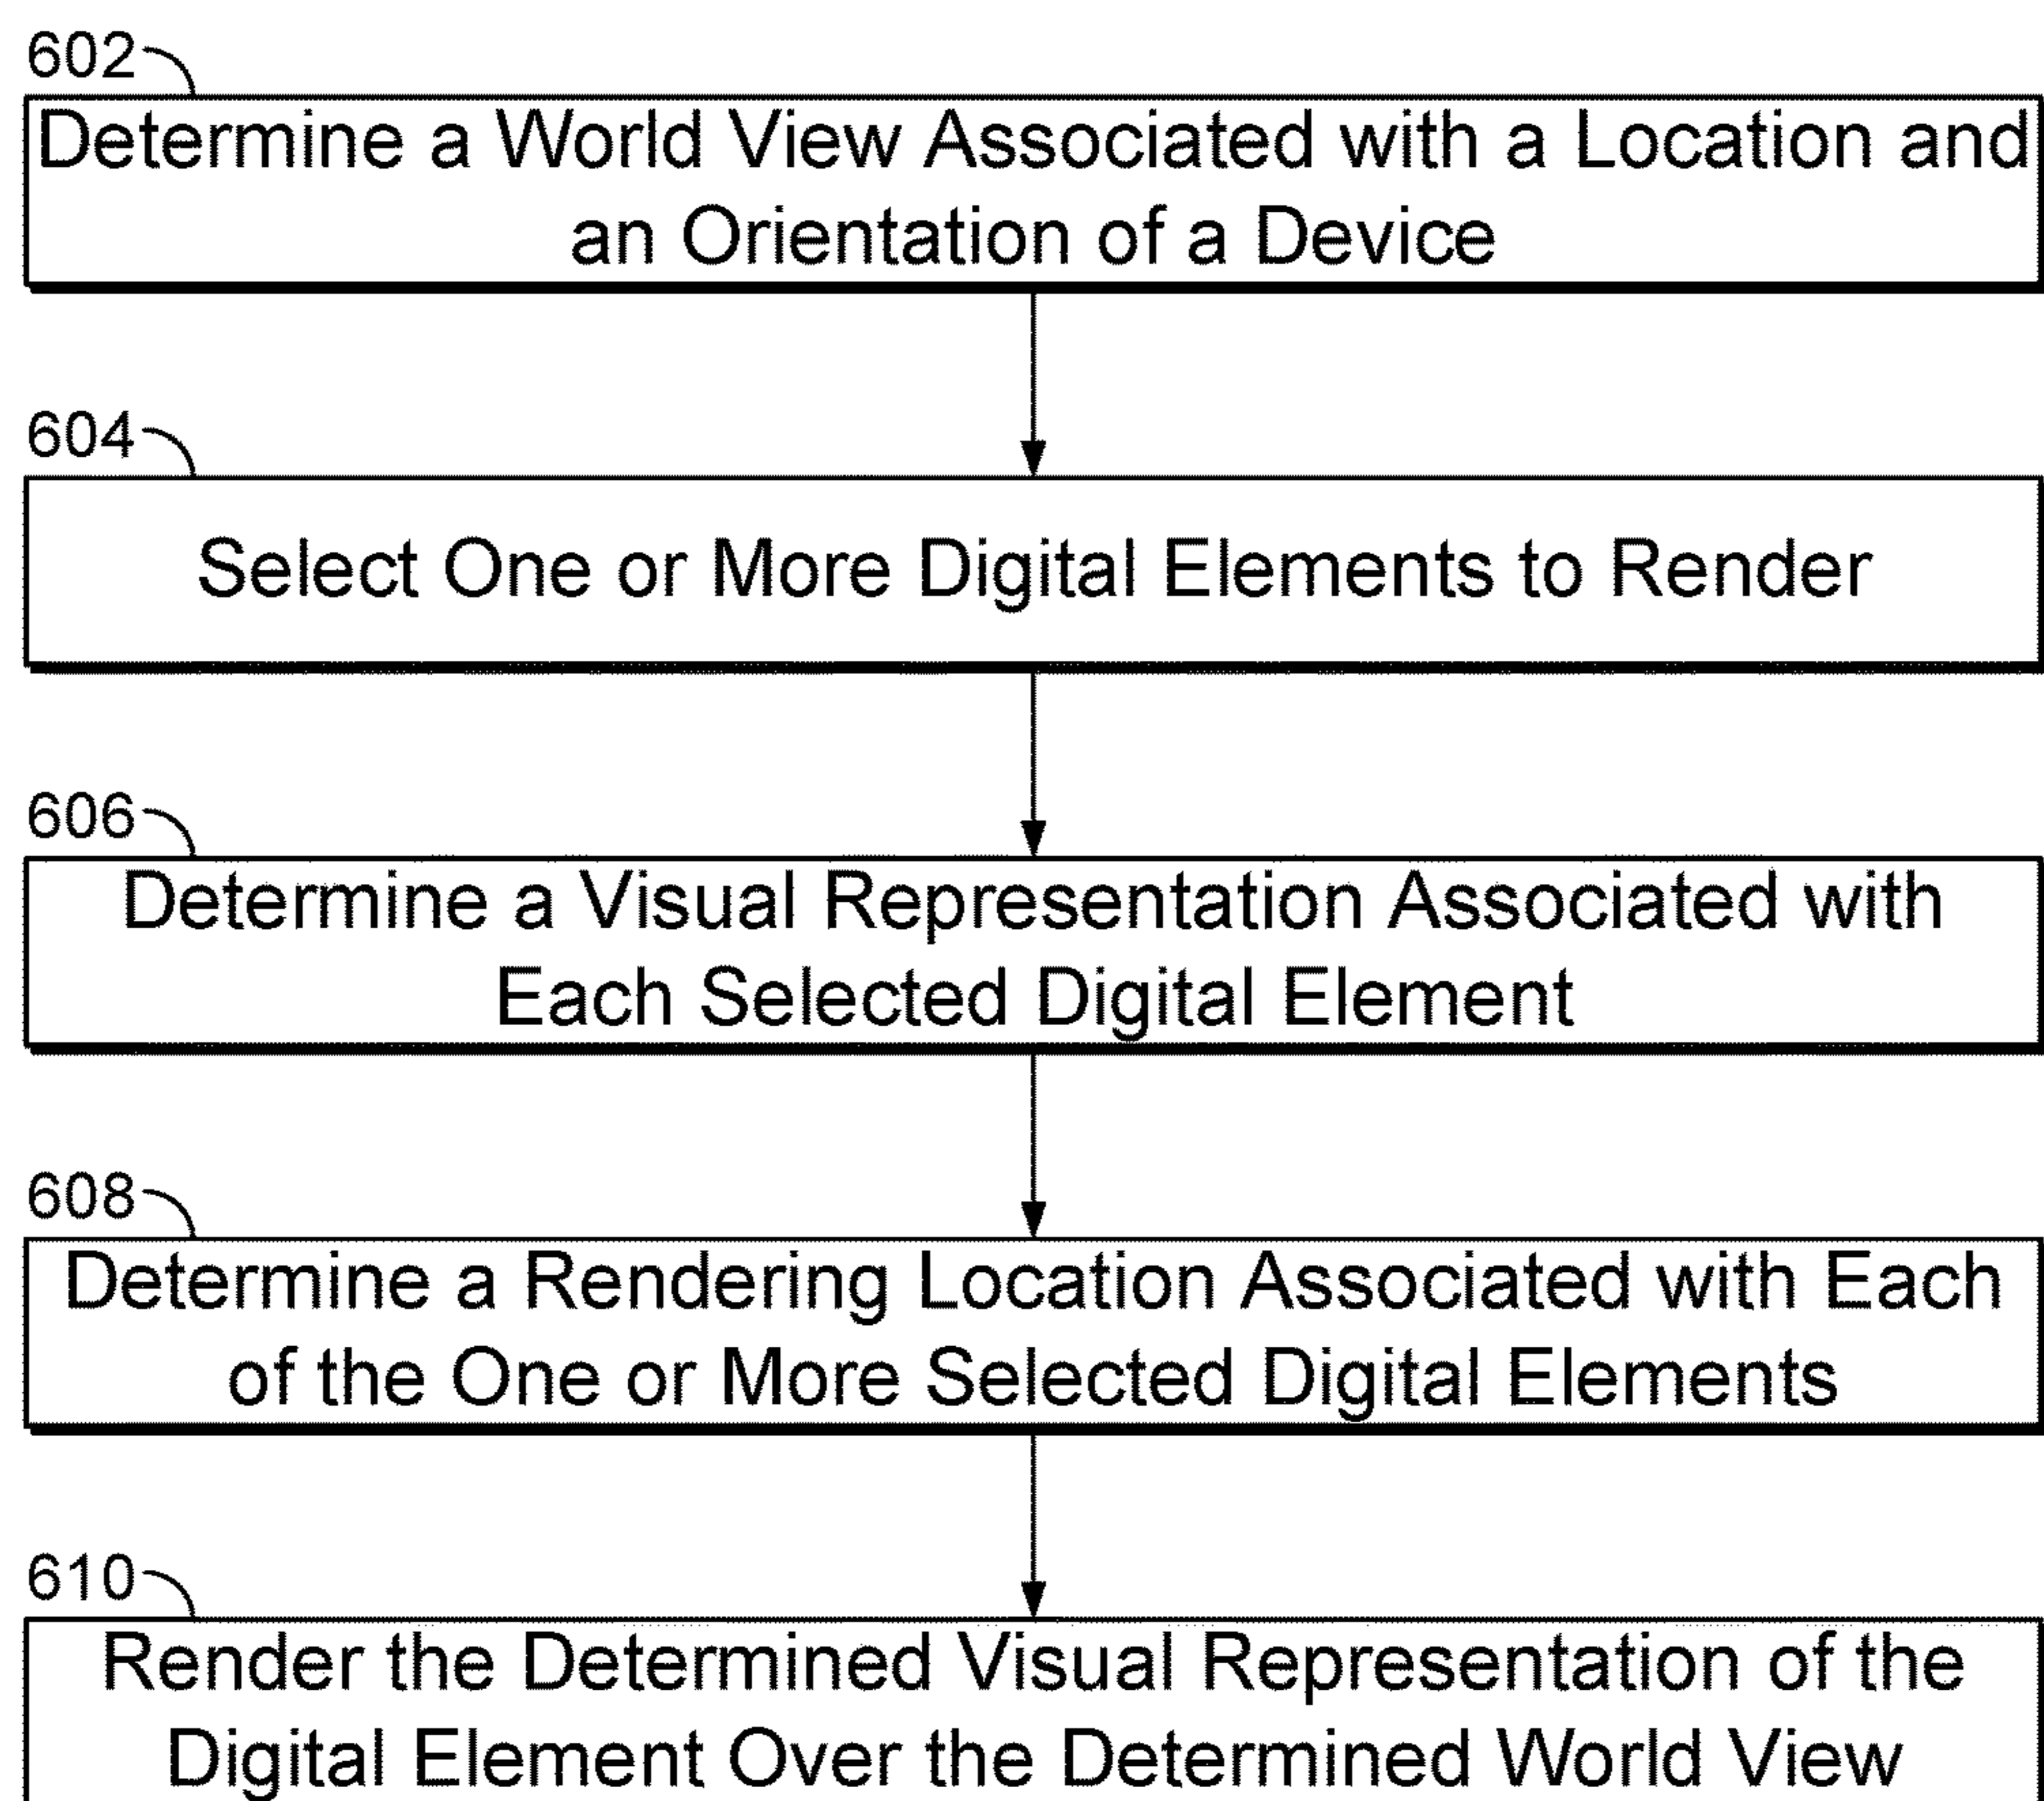 602
Determine a World View Associated with a Location and
an Orientation of a Device
604
Select One or More Digital Elements to Render
606
Determine a Visual Representation Associated with
Each Selected Digital Element
608
Determine a Rendering Location Associated with Each
of the One or More Selected Digital Elements
610
Render the Determined Visual Representation of the
Digital Element Over the Determined World View